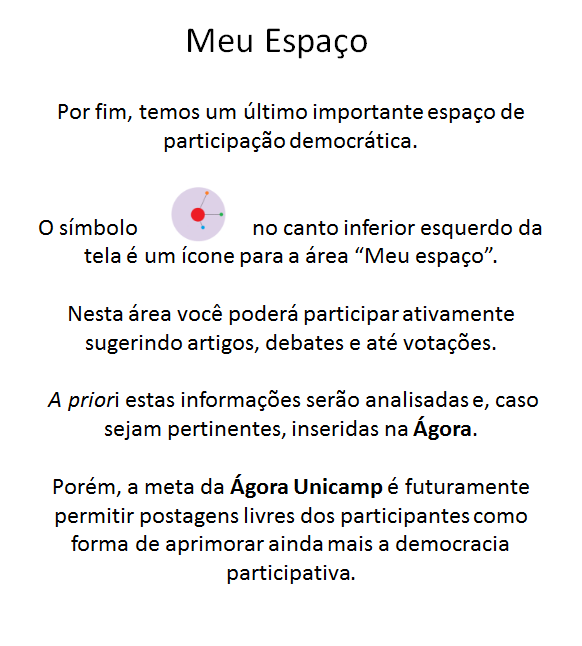 Meu Espaço
Por fim, temos um último importante espaço de
participação democrática.
O símbolo no canto inferior esquerdo da
tela é um ícone para a área “Meu espaço”.
Nesta área você poderá participar ativamente
sugerindo artigos, debates e até votações.
A priori estas informações serão analisadas e, caso
sejam pertinentes, inseridas na Ágora.
Porém, a meta da Ágora Unicamp é futuramente
permitir postagens livres dos participantes como
forma de aprimorar ainda mais a democracia
participativa.